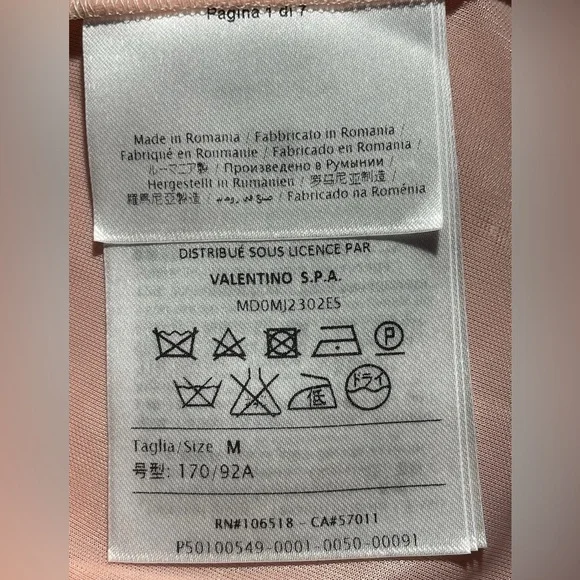 Pagina 1 di 7
Made in Romania / Fabbricato in Romania /
Fabriqué en Roumanie / Fabricado en Romania /
ルーマニア製 / Произведено в Румынии /
Hergestellt in Rumänien / 罗马尼亚制造 /
羅馬尼亞製造 / صنع في رومانيا / Fabricado na Roménia
DISTRIBUÉ SOUS LICENCE PAR
VALENTINO S.P.A.
MD0MJ2302E5
P
低 ドライ
Taglia/Size M
号型: 170/92A
RN#106518 - CA#57011
P50100549-0001-0050-00091